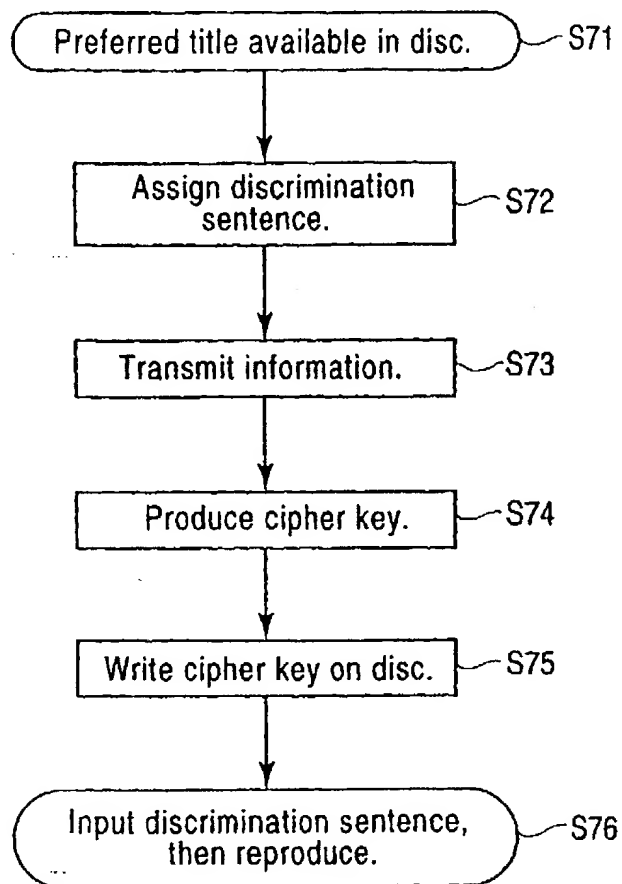 Preferred title available in disc.
S71
Assign discrimination
sentence.
S72
Transmit information.
S73
Produce cipher key.
S74
Write cipher key on disc.
S75
Input discrimination sentence,
then reproduce.
S76